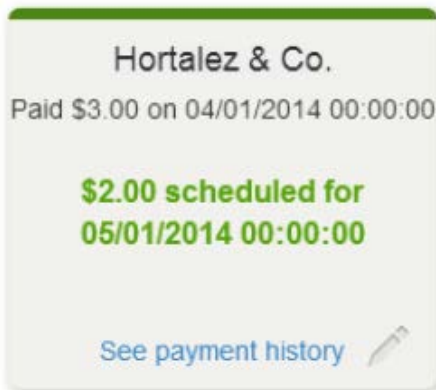 Hortalez & Co.
Paid $3.00 on 04/01/2014 00:00:00
$2.00 scheduled for
05/01/2014 00:00:00
See payment history